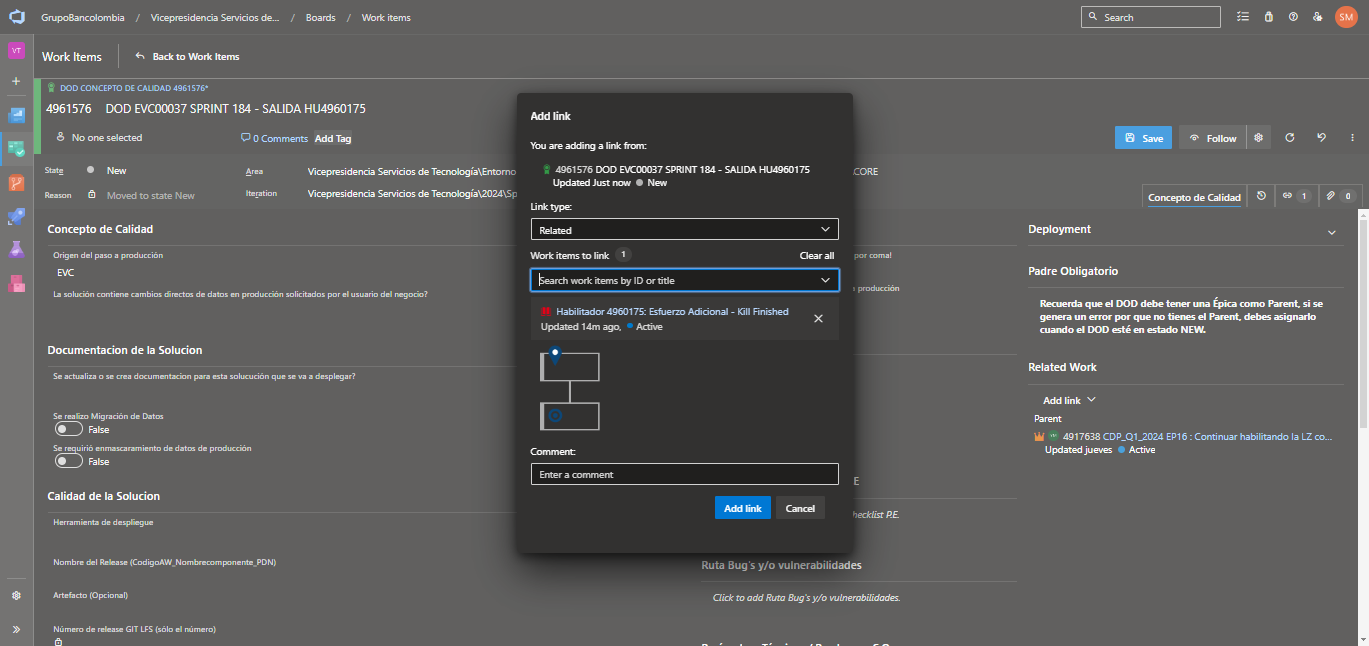 GrupoBancolombia / Vicepresidencia Servicios de... / Boards / Work items
Search
SM
VT
Work Items
Back to Work Items
DOD CONCEPTO DE CALIDAD 4961576*
4961576 DOD EVC00037 SPRINT 184 - SALIDA HU4960175
No one selected
0 Comments
Add Tag
Save
Follow
State
New
Area
Vicepresidencia Servicios de Tecnología\Entorno
CORE
Reason
Moved to state New
Iteration
Vicepresidencia Servicios de Tecnología\2024\Sp
Concepto de Calidad
1
0
Concepto de Calidad
Origen del paso a producción
EVC
La solución contiene cambios directos de datos en producción solicitados por el usuario del negocio?
Documentacion de la Solucion
Se actualiza o se crea documentacion para esta solucución que se va a desplegar?
Se realizo Migración de Datos
False
Se requirió enmascaramiento de datos de producción
False
Calidad de la Solucion
Herramienta de despliegue
Nombre del Release (CodigoAW_Nombrecomponente_PDN)
Artefacto (Opcional)
Número de release GIT LFS (sólo el número)
Add link
You are adding a link from:
4961576 DOD EVC00037 SPRINT 184 - SALIDA HU4960175
Updated Just now New
Link type:
Related
Work items to link 1
Clear all
Search work items by ID or title
Habilitador 4960175: Esfuerzo Adicional - Kill Finished
Updated 14m ago, Active
Comment:
Enter a comment
Add link
Cancel
por comal
producción
E
hecklist P.E.
Ruta Bug's y/o vulnerabilidades
Click to add Ruta Bug's y/o vulnerabilidades.
Deployment
Padre Obligatorio
Recuerda que el DOD debe tener una Épica como Parent, si se
genera un error por que no tienes el Parent, debes asignarlo
cuando el DOD esté en estado NEW.
Related Work
Add link
Parent
4917638 CDP_Q1_2024 EP16 : Continuar habilitando la LZ co...
Updated jueves Active